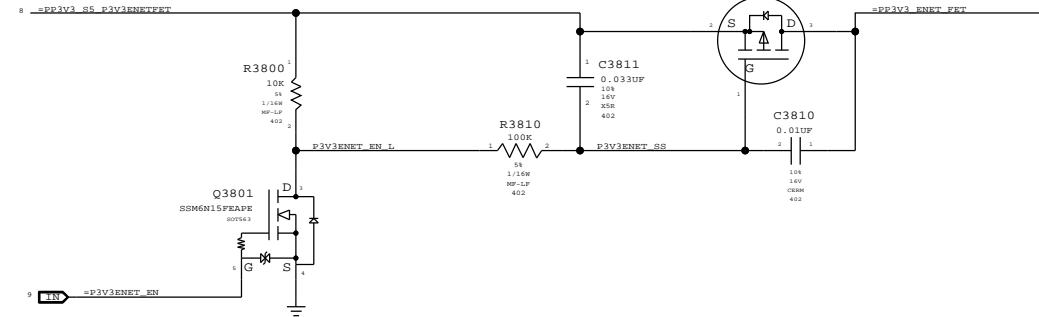 8 =PP3V3_S5_P3V3ENETFET
=PP3V3_ENET_FET
2 S D 3
G
1
R3800
10K
5%
1/16W
MF-LF
402
1
2
C3811
0.033UF
10%
16V
X5R
402
1
2
R3810
100K
5%
1/16W
MF-LF
402
1
2
C3810
0.01UF
10%
16V
CERM
402
2
1
P3V3ENET_EN_L
P3V3ENET_SS
Q3801
SSM6N15FEAPE
SOT563
D 3
5 G S 4
9 IN =P3V3ENET_EN